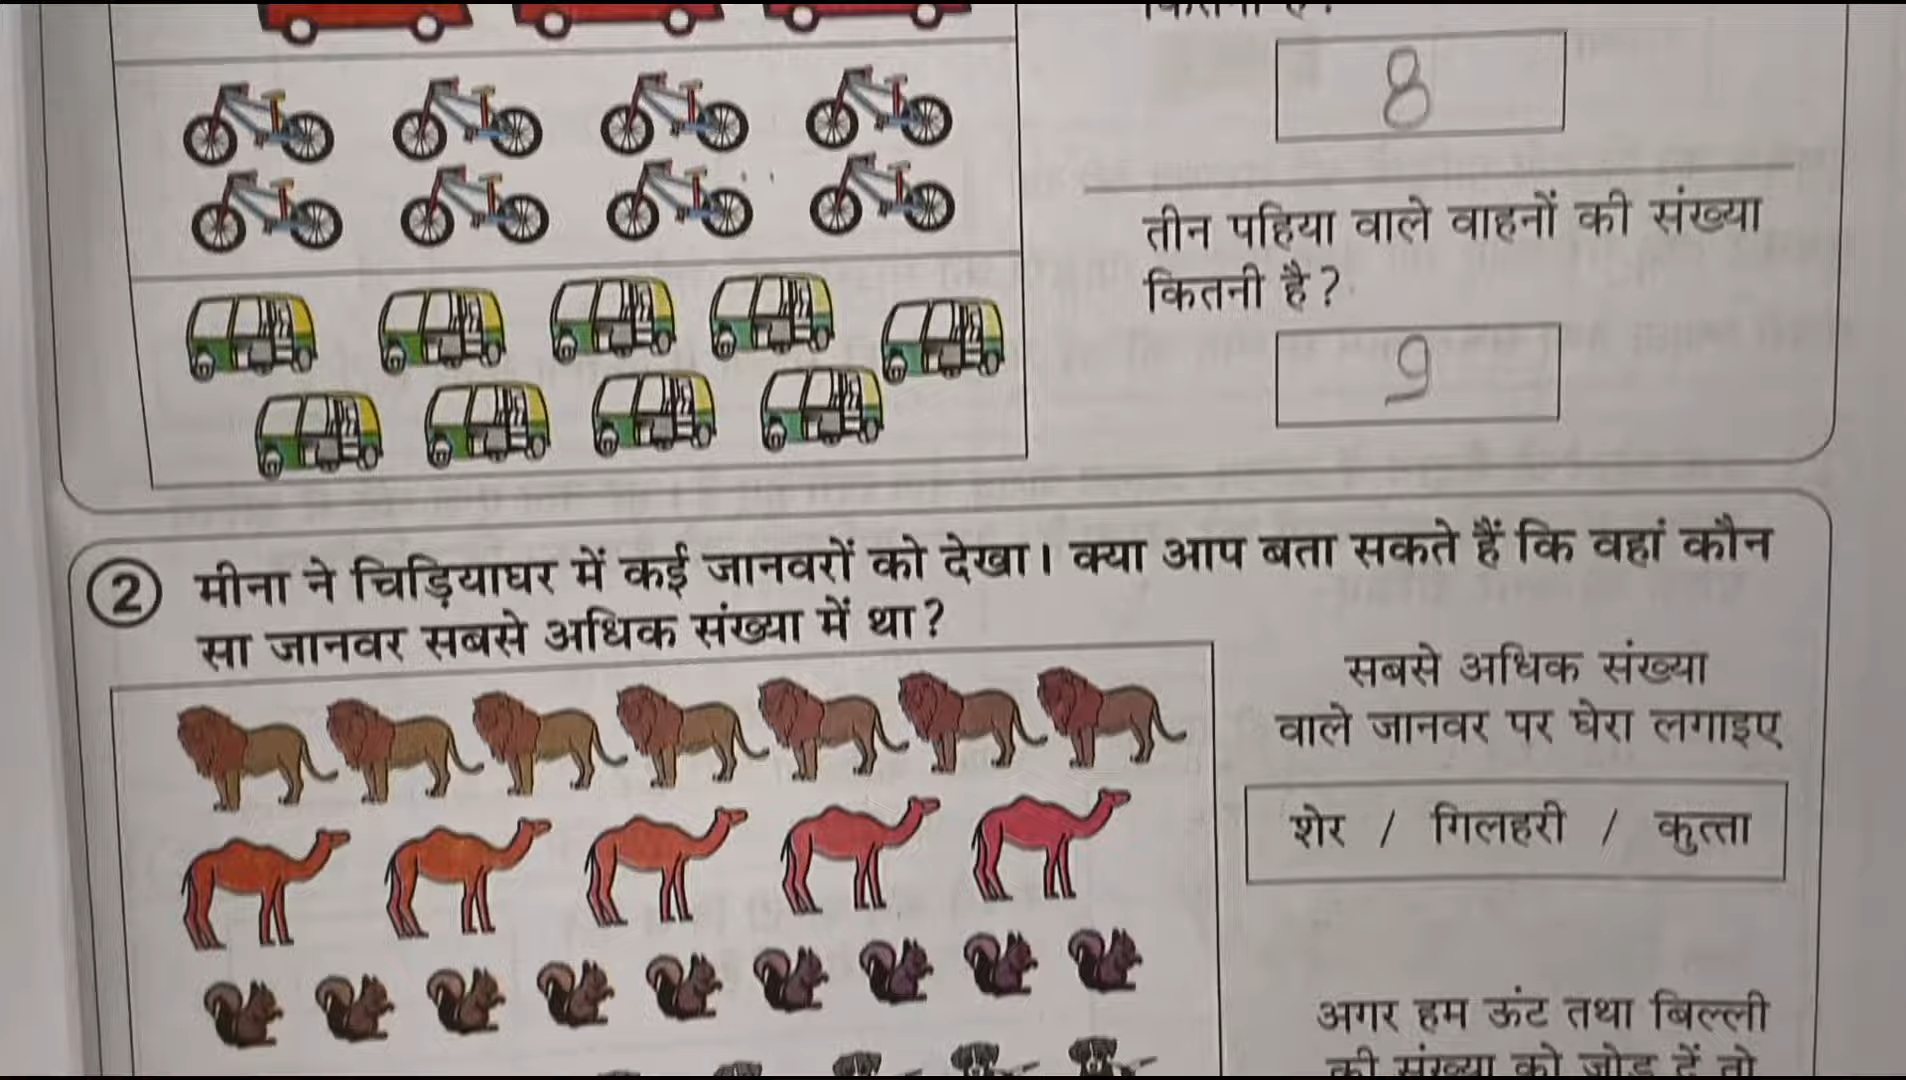 8
तीन पहिया वाले वाहनों की संख्या
कितनी है?
9
2 मीना ने चिड़ियाघर में कई जानवरों को देखा। क्या आप बता सकते हैं कि वहां कौन
सा जानवर सबसे अधिक संख्या में था?
सबसे अधिक संख्या
वाले जानवर पर घेरा लगाइए
शेर / गिलहरी / कुत्ता
अगर हम ऊंट तथा बिल्ली
की संख्या को जोड़ दें तो